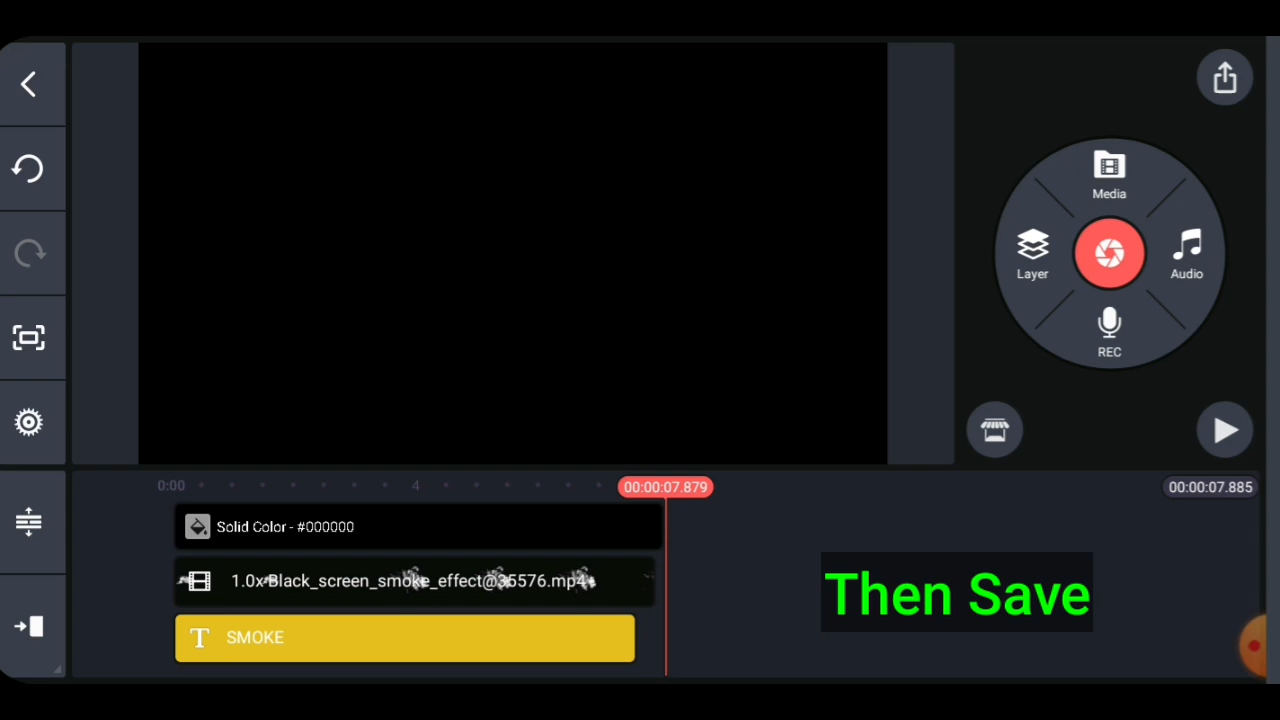 Media
Layer
Audio
REC
0:00
4
00:00:07.879
00:00:07.885
Solid Color - #000000
1.0x Black_screen_smoke_effect@35576.mp4
T SMOKE
Then Save